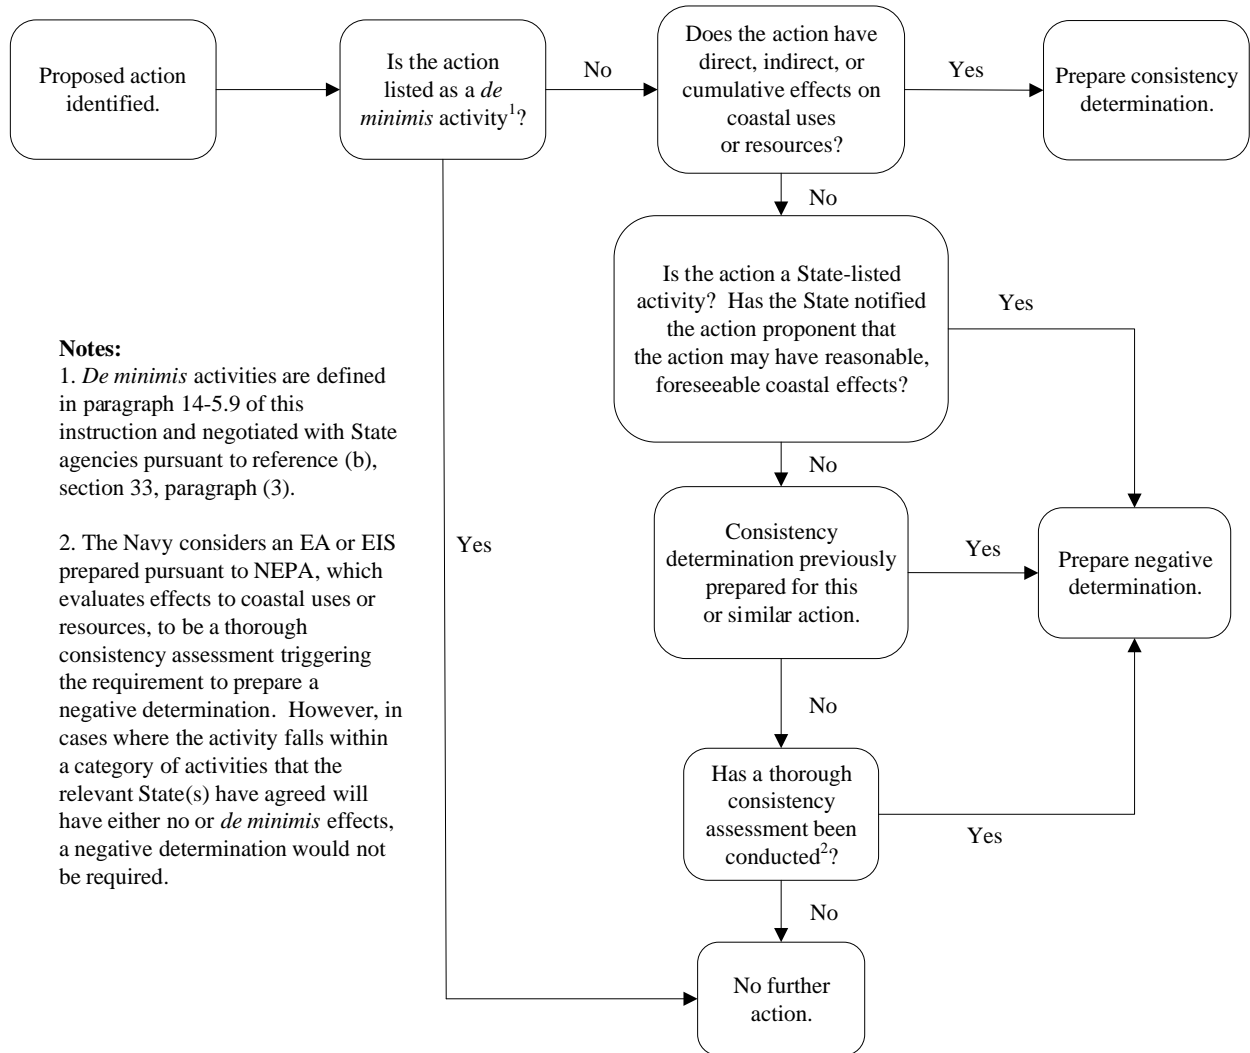 Proposed action
identified.
Is the action
listed as a de
minimis activity1?
No
Does the action have
direct, indirect, or
cumulative effects on
coastal uses
or resources?
Yes
Prepare consistency
determination.
No
Is the action a State-listed
activity? Has the State notified
the action proponent that
the action may have reasonable,
foreseeable coastal effects?
Yes
No
Consistency
determination previously
prepared for this
or similar action.
Yes
Prepare negative
determination.
No
Has a thorough
consistency
assessment been
conducted2?
Yes
No
Yes
No further
action.
Notes:
1. De minimis activities are defined
in paragraph 14-5.9 of this
instruction and negotiated with State
agencies pursuant to reference (b),
section 33, paragraph (3).
2. The Navy considers an EA or EIS
prepared pursuant to NEPA, which
evaluates effects to coastal uses or
resources, to be a thorough
consistency assessment triggering
the requirement to prepare a
negative determination. However, in
cases where the activity falls within
a category of activities that the
relevant State(s) have agreed will
have either no or de minimis effects,
a negative determination would not
be required.